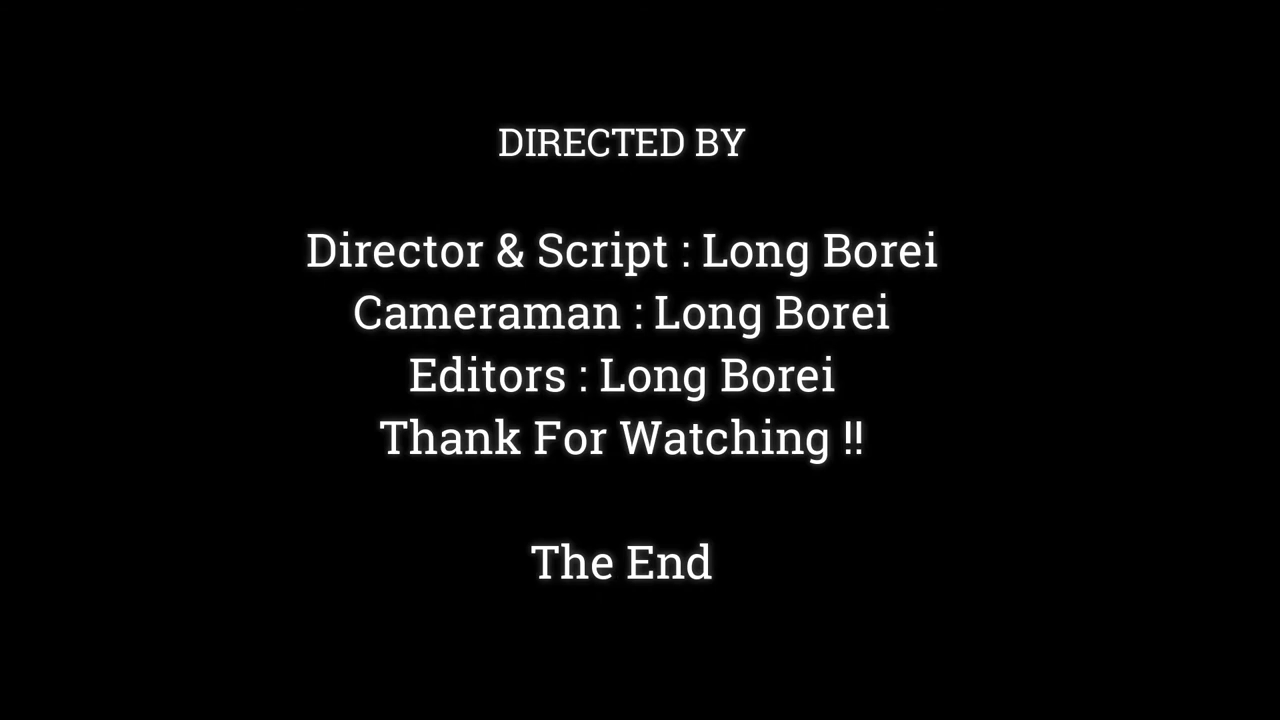 DIRECTED BY
Director & Script : Long Borei
Cameraman : Long Borei
Editors : Long Borei
Thank For Watching !!
The End